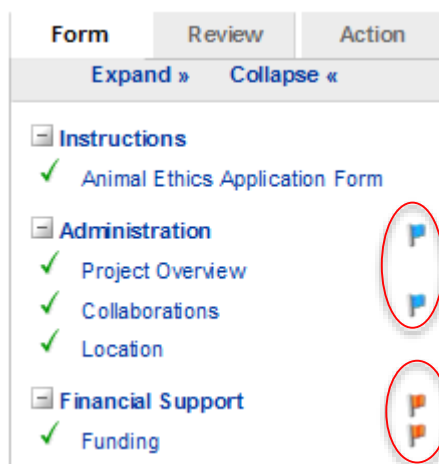 Form Review Action
Expand » Collapse «
Instructions
Animal Ethics Application Form
Administration
Project Overview
Collaborations
Location
Financial Support
Funding